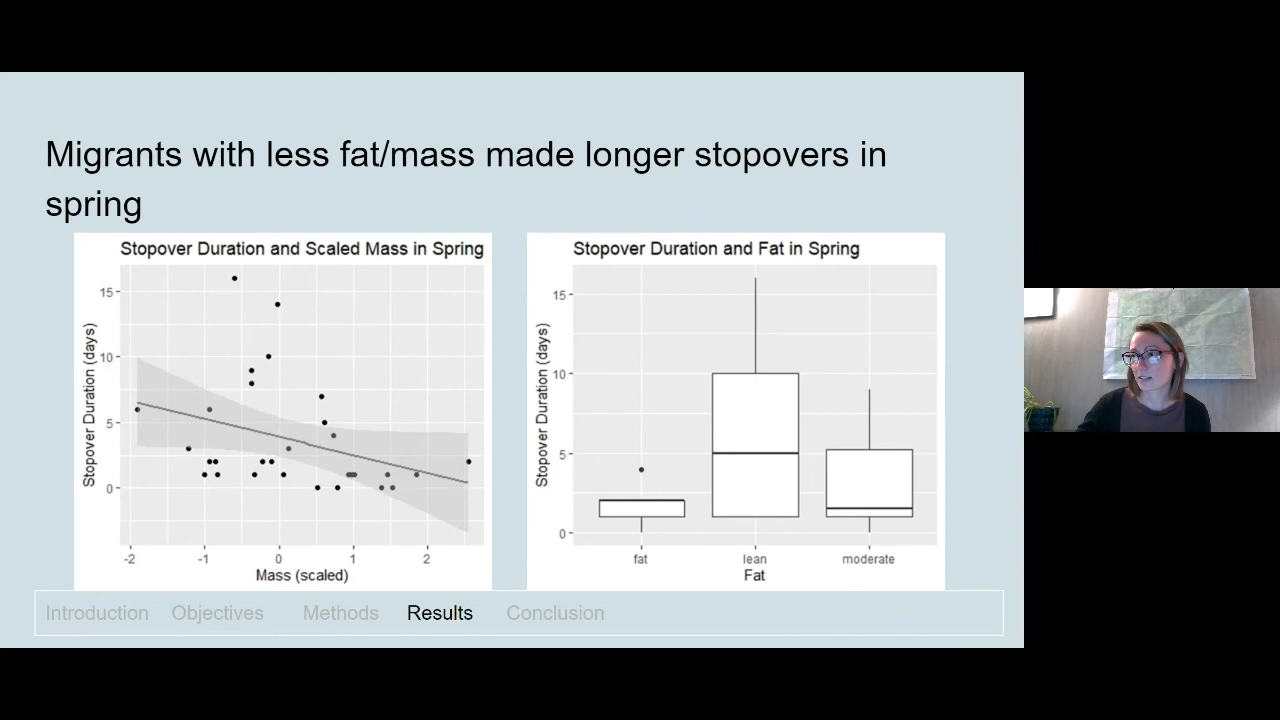 Migrants with less fat/mass made longer stopovers in
spring
Stopover Duration and Scaled Mass in Spring
Stopover Duration (days)
15
10
5
0
-2 -1 0 1 2
Mass (scaled)
Stopover Duration and Fat in Spring
Stopover Duration (days)
15
10
5
0
fat lean moderate
Fat
Introduction Objectives Methods Results Conclusion